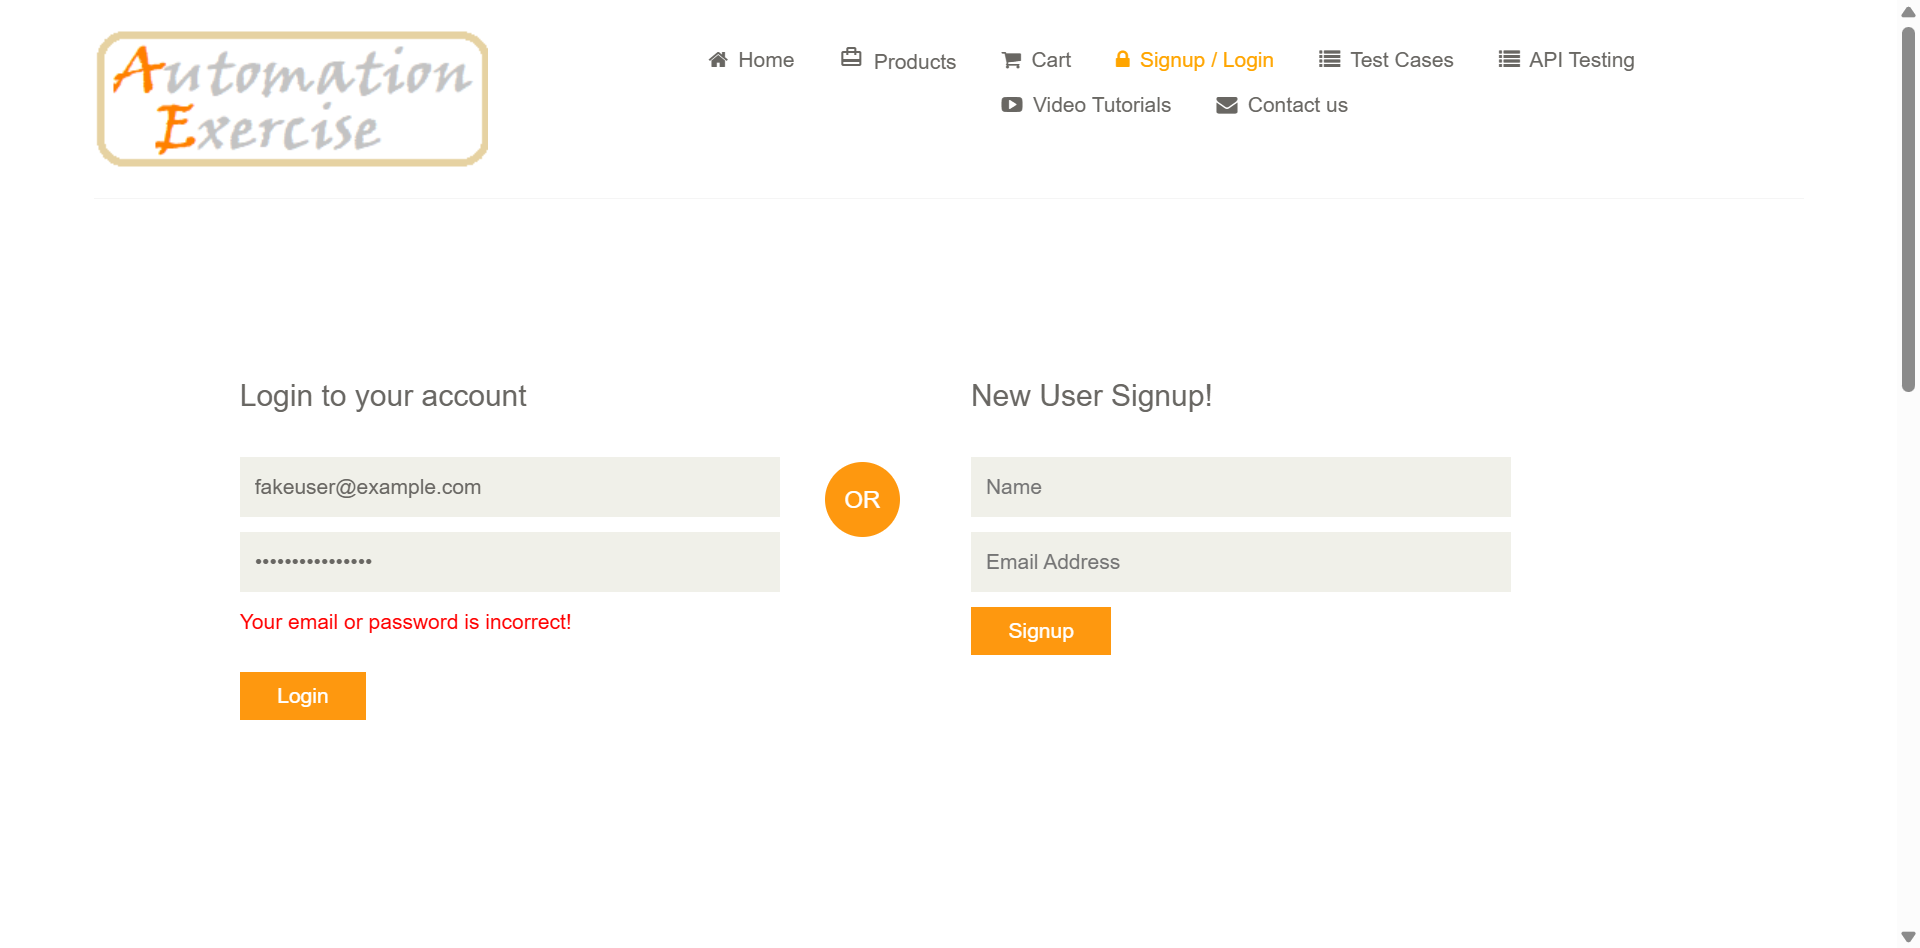 Automation
Exercise
Home Products Cart Signup / Login Test Cases API Testing
Video Tutorials Contact us
Login to your account
fakeuser@example.com
••••••••••••••••
Your email or password is incorrect!
Login
OR
New User Signup!
Name
Email Address
Signup